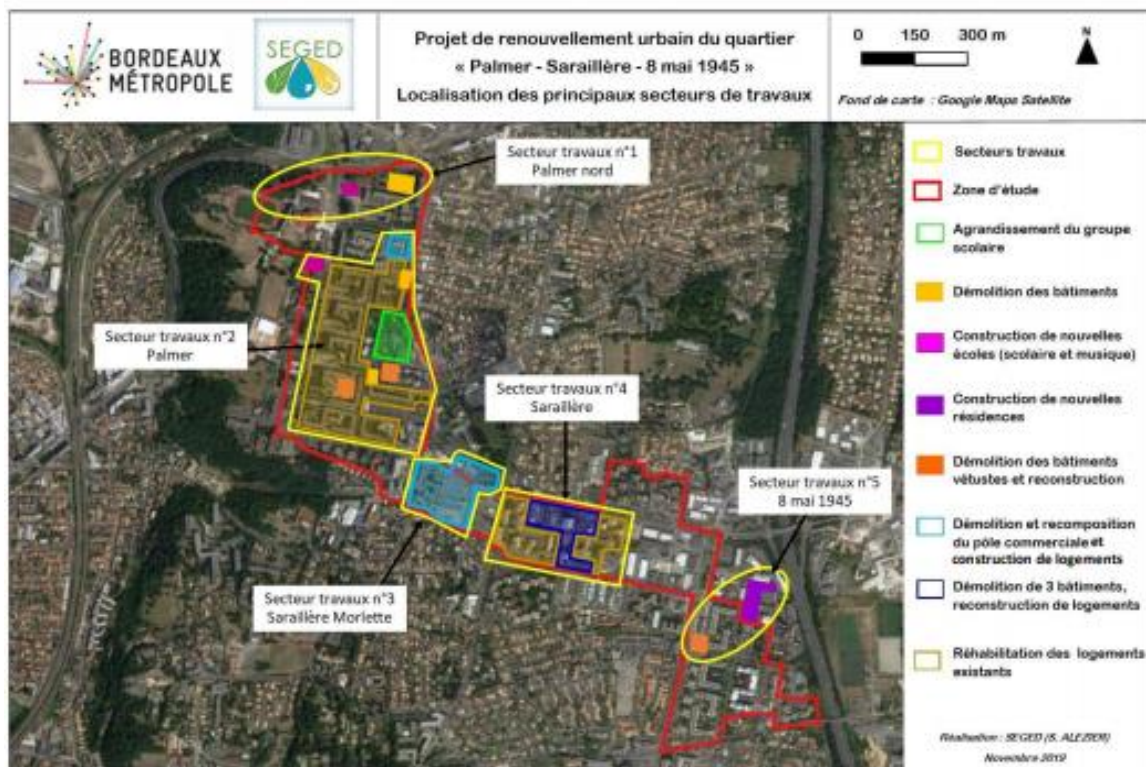 BORDEAUX
MÉTROPOLE
SEGED
Projet de renouvellement urbain du quartier
« Palmer - Saraillère - 8 mai 1945 »
Localisation des principaux secteurs de travaux
0 150 300 m
N
Fond de carte : Google Maps Satellite
Secteur travaux n°1
Palmer nord
Secteur travaux n°2
Palmer
Secteur travaux n°4
Saraillère
Secteur travaux n°5
8 mai 1945
Secteur travaux n°3
Saraillère Morlette
Secteurs travaux
Zone d'étude
Agrandissement du groupe
scolaire
Démolition des bâtiments
Construction de nouvelles
écoles (scolaire et musique)
Construction de nouvelles
résidences
Démolition des bâtiments
vétustes et reconstruction
Démolition et recomposition
du pôle commerciale et
construction de logements
Démolition de 3 bâtiments,
reconstruction de logements
Réhabilitation des logements
existants
Réalisation : SEGED (S. ALEZIER)
Novembre 2019